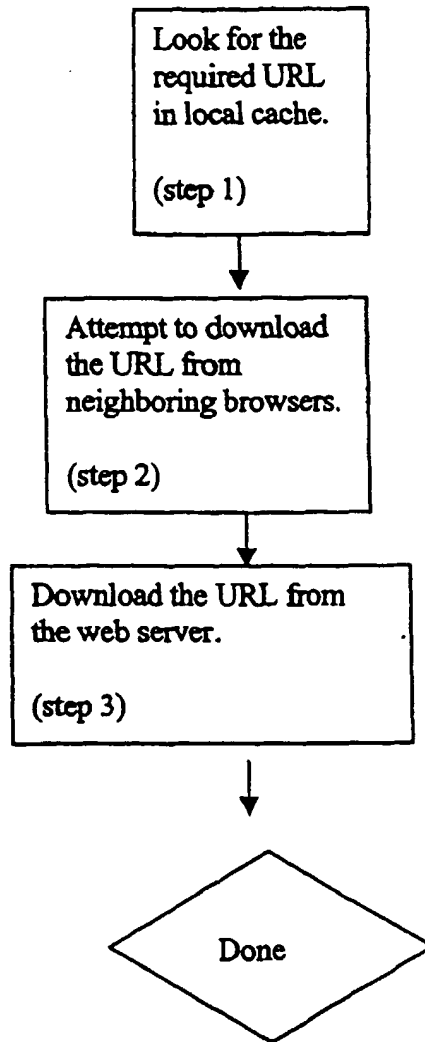 Look for the
required URL
in local cache.
(step 1)
Attempt to download
the URL from
neighboring browsers.
(step 2)
Download the URL from
the web server.
(step 3)
Done